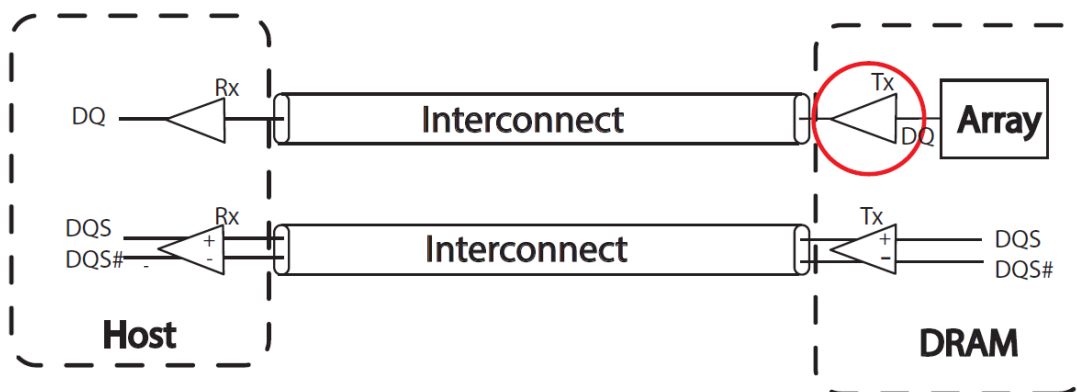 Rx
DQ
Interconnect
Tx
DQ
Array
Rx
DQS
DQS#
+
-
-
Interconnect
Tx
+
-
DQS
DQS#
Host
DRAM